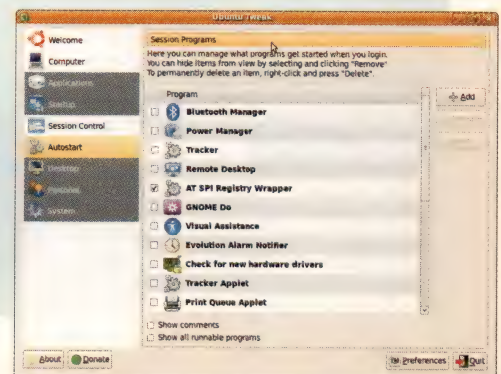 Ubuntu Tweak
Welcome
Computer
Applications
Startup
Session Control
Autostart
Desktop
Personal
System
Session Programs
Here you can manage what programs get started when you login.
You can hide items from view by selecting and clicking "Remove"
To permanently delete an item, right-click and press "Delete".
Program
Add
Bluetooth Manager
Power Manager
Tracker
Remote Desktop
AT SPI Registry Wrapper
GNOME Do
Visual Assistance
Evolution Alarm Notifier
Check for new hardware drivers
Tracker Applet
Print Queue Applet
Show comments
Show all runnable programs
About
Donate
Preferences
Quit